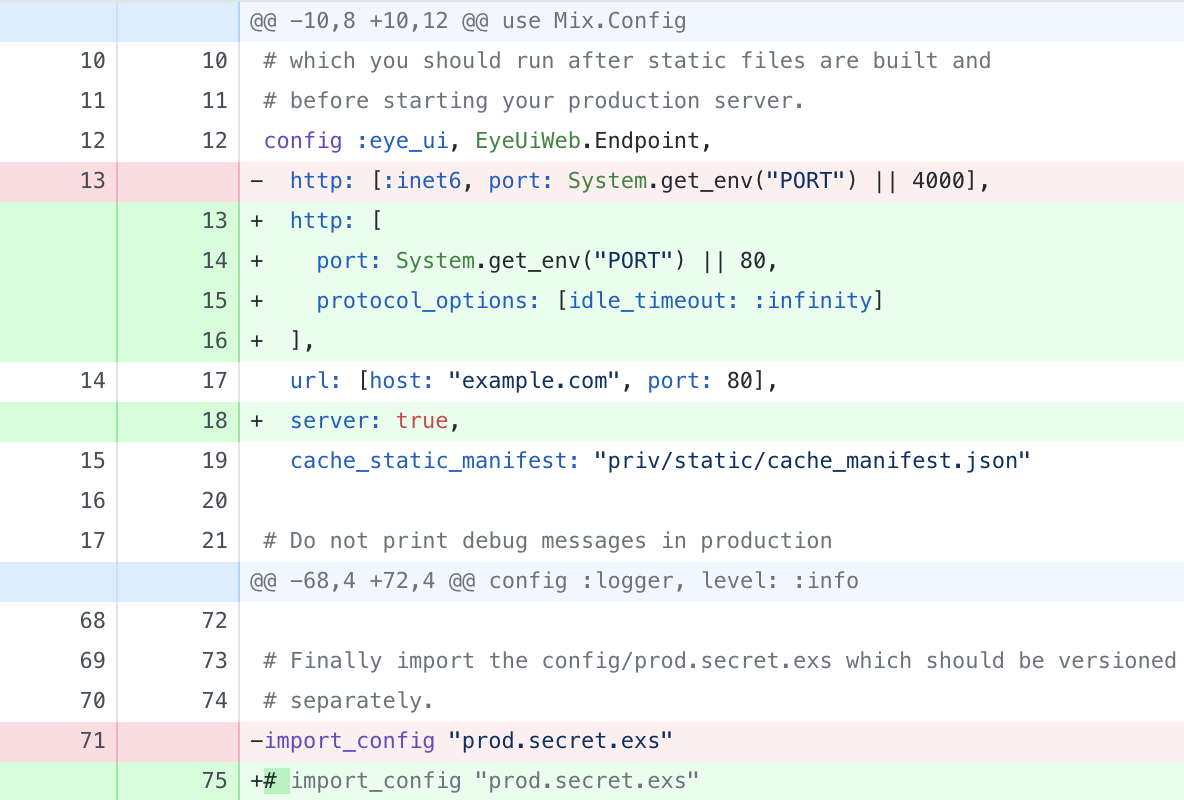 @@ −10,8 +10,12 @@ use Mix.Config
10 10 # which you should run after static files are built and
11 11 # before starting your production server.
12 12 config :eye_ui, EyeUiWeb.Endpoint,
13 −  http: [:inet6, port: System.get_env("PORT") || 4000],
13 +  http: [
14 +    port: System.get_env("PORT") || 80,
15 +    protocol_options: [idle_timeout: :infinity]
16 +  ],
14 17   url: [host: "example.com", port: 80],
18 +  server: true,
15 19   cache_static_manifest: "priv/static/cache_manifest.json"
16 20
17 21 # Do not print debug messages in production
@@ −68,4 +72,4 @@ config :logger, level: :info
68 72
69 73 # Finally import the config/prod.secret.exs which should be versioned
70 74 # separately.
71 −import_config "prod.secret.exs"
75 +# import_config "prod.secret.exs"